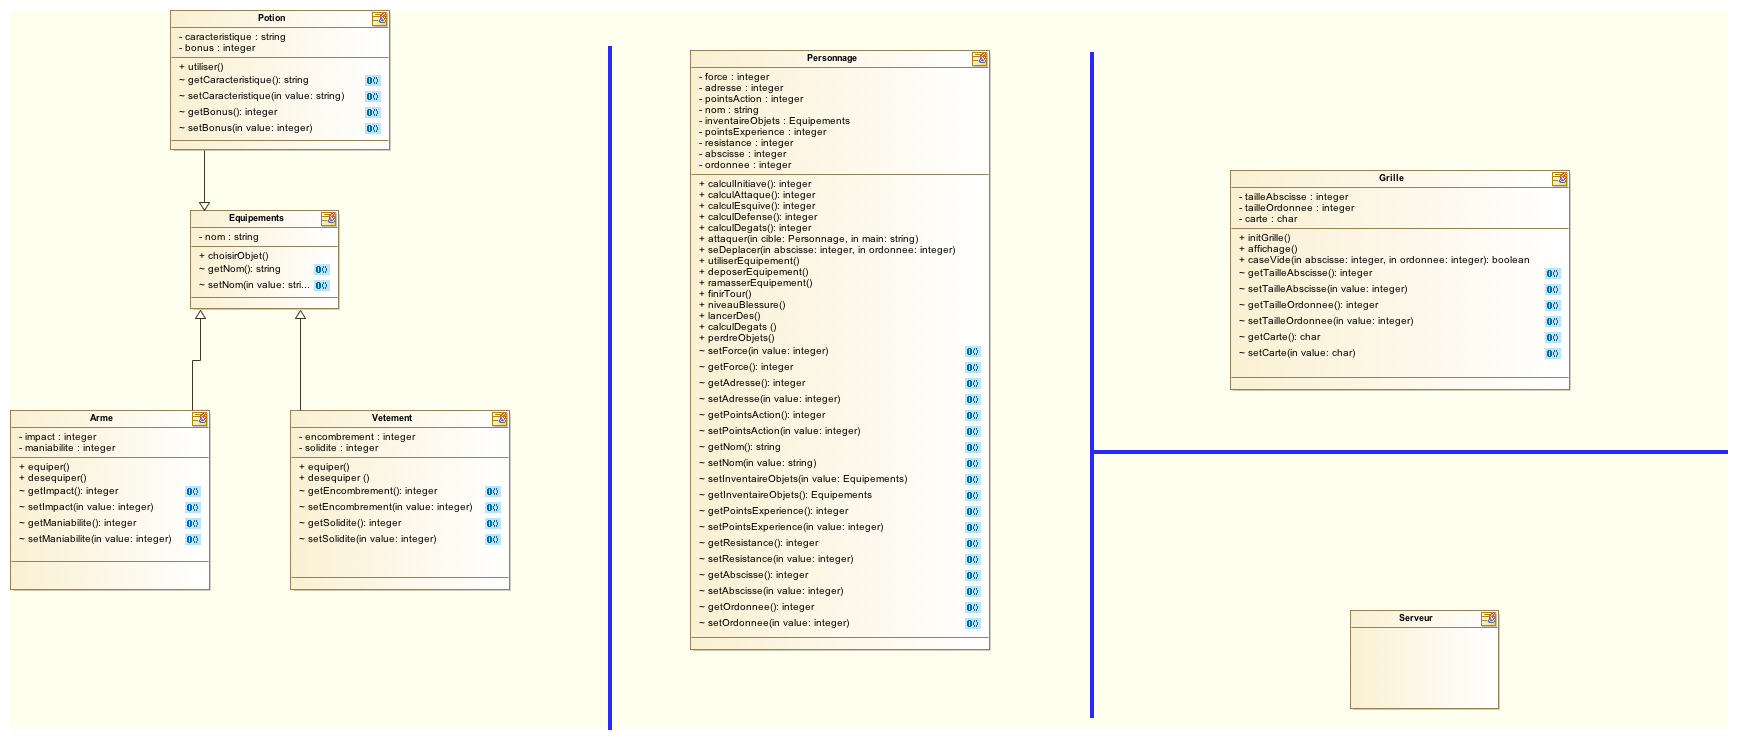 Potion
- caracteristique : string
- bonus : integer
+ utiliser()
~ getCaracteristique(): string
~ setCaracteristique(in value: string)
~ getBonus(): integer
~ setBonus(in value: integer)
Equipements
- nom : string
+ choisirObjet()
~ getNom(): string
~ setNom(in value: stri...
Arme
- impact : integer
- maniabilite : integer
+ equiper()
+ desequiper()
~ getImpact(): integer
~ setImpact(in value: integer)
~ getManiabilite(): integer
~ setManiabilite(in value: integer)
Vetement
- encombrement : integer
- solidite : integer
+ equiper()
+ desequiper ()
~ getEncombrement(): integer
~ setEncombrement(in value: integer)
~ getSolidite(): integer
~ setSolidite(in value: integer)
Personnage
- force : integer
- adresse : integer
- pointsAction : integer
- nom : string
- inventaireObjets : Equipements
- pointsExperience : integer
- resistance : integer
- abscisse : integer
- ordonnee : integer
+ calculInitiave(): integer
+ calculAttaque(): integer
+ calculEsquive(): integer
+ calculDefense(): integer
+ calculDegats(): integer
+ attaquer(in cible: Personnage, in main: string)
+ seDeplacer(in abscisse: integer, in ordonnee: integer)
+ utiliserEquipement()
+ deposerEquipement()
+ ramasserEquipement()
+ finirTour()
+ niveauBlessure()
+ lancerDes()
+ calculDegats ()
+ perdreObjets()
~ setForce(in value: integer)
~ getForce(): integer
~ getAdresse(): integer
~ setAdresse(in value: integer)
~ getPointsAction(): integer
~ setPointsAction(in value: integer)
~ getNom(): string
~ setNom(in value: string)
~ setInventaireObjets(in value: Equipements)
~ getInventaireObjets(): Equipements
~ getPointsExperience(): integer
~ setPointsExperience(in value: integer)
~ getResistance(): integer
~ setResistance(in value: integer)
~ getAbscisse(): integer
~ setAbscisse(in value: integer)
~ getOrdonnee(): integer
~ setOrdonnee(in value: integer)
Grille
- tailleAbscisse : integer
- tailleOrdonnee : integer
- carte : char
+ initGrille()
+ affichage()
+ caseVide(in abscisse: integer, in ordonnee: integer): boolean
~ getTailleAbscisse(): integer
~ setTailleAbscisse(in value: integer)
~ getTailleOrdonnee(): integer
~ setTailleOrdonnee(in value: integer)
~ getCarte(): char
~ setCarte(in value: char)
Serveur